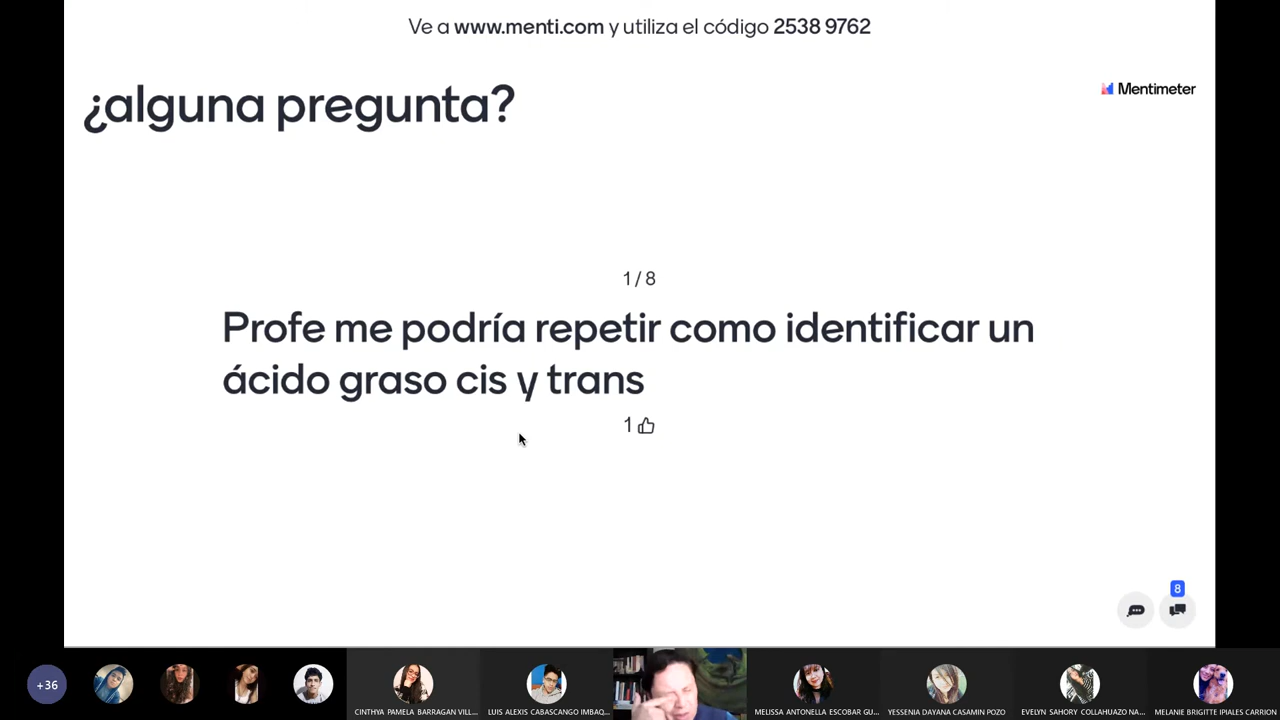 Ve a www.menti.com y utiliza el código 2538 9762
¿alguna pregunta?
Mentimeter
1 / 8
Profe me podría repetir como identificar un
ácido graso cis y trans
1
8
+36
CINTHYA PAMELA BARRAGAN VILL...
LUIS ALEXIS CABASCANGO IMBAQ...
MELISSA ANTONELLA ESCOBAR GU...
YESSENIA DAYANA CASAMIN POZO
EVELYN SAHORY COLLAHUAZO NA...
MELANIE BRIGITTE IPIALES CARRION